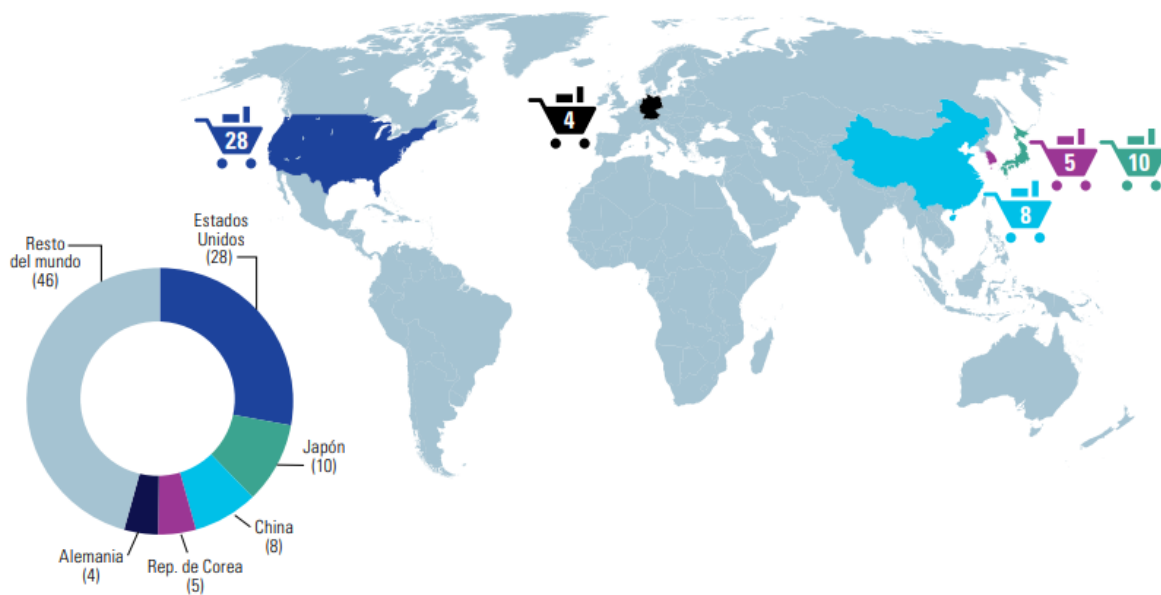 28
4
5
10
8
Estados
Unidos
(28)
Resto
del mundo
(46)
Japón
(10)
China
(8)
Rep. de Corea
(5)
Alemania
(4)